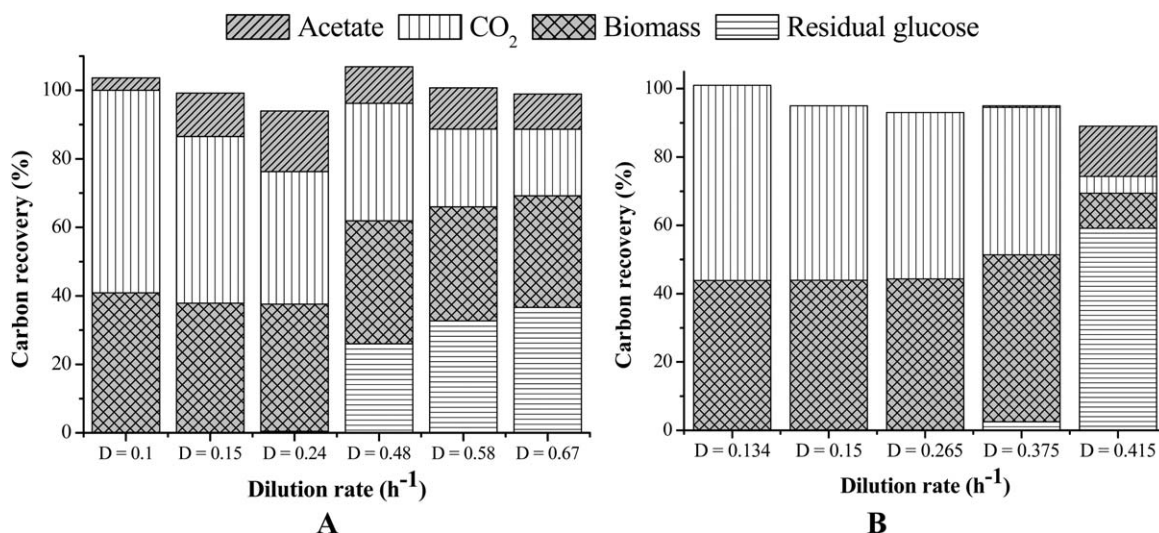 Acetate CO₂ Biomass Residual glucose
Carbon recovery (%)
100
80
60
40
20
0
D = 0.1 D = 0.15 D = 0.24 D = 0.48 D = 0.58 D = 0.67
Dilution rate (h⁻¹)
A
Carbon recovery (%)
100
80
60
40
20
0
D = 0.134 D = 0.15 D = 0.265 D = 0.375 D = 0.415
Dilution rate (h⁻¹)
B